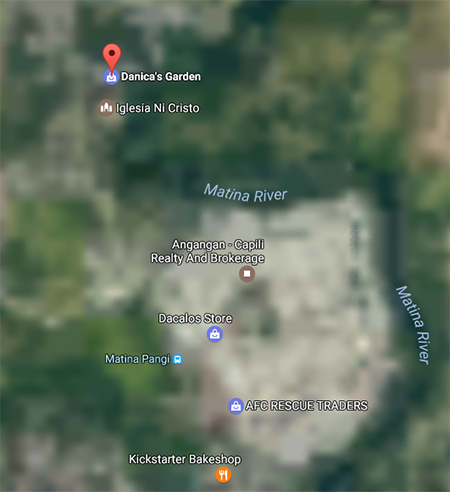 Danica's Garden
Iglesia Ni Cristo
Matina River
Angangan - Capili
Realty And Brokerage
Matina River
Dacalos Store
Matina Pangi
AFC RESCUE TRADERS
Kickstarter Bakeshop